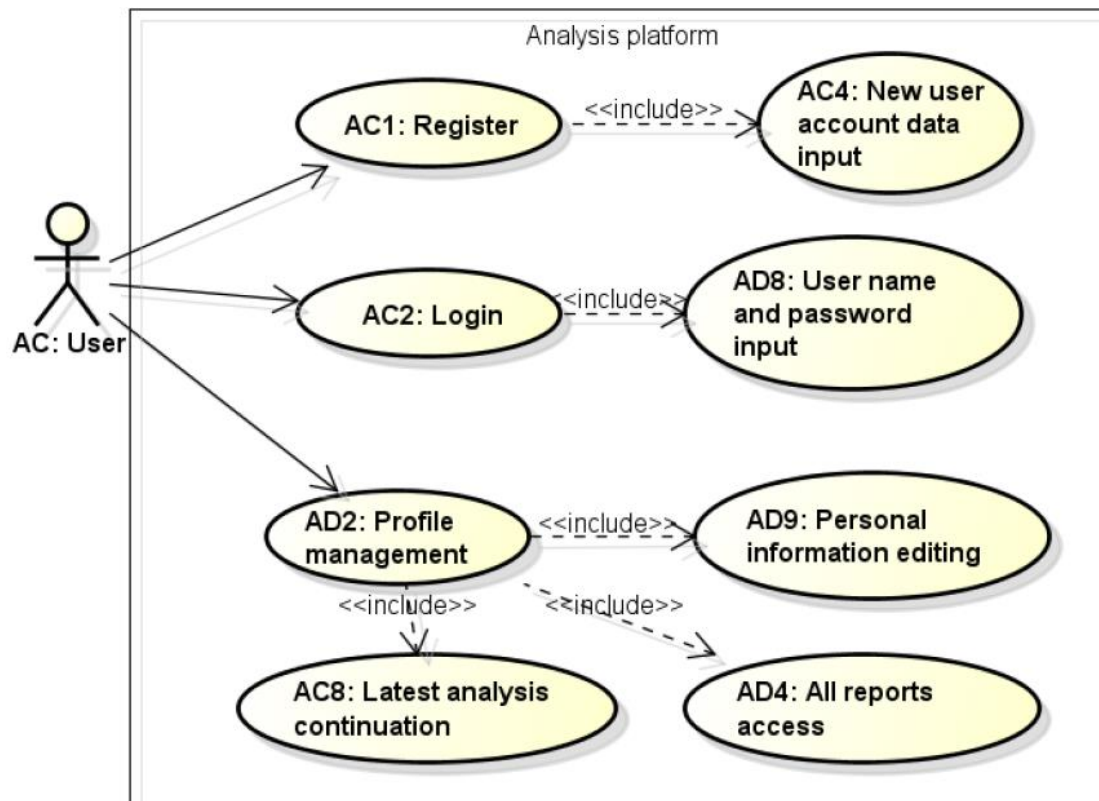 Analysis platform
AC1: Register
<<include>>
AC4: New user
account data
input
AC: User
AC2: Login
<<include>>
AD8: User name
and password
input
AD2: Profile
management
<<include>>
AD9: Personal
information editing
<<include>>
<<include>>
AC8: Latest analysis
continuation
AD4: All reports
access